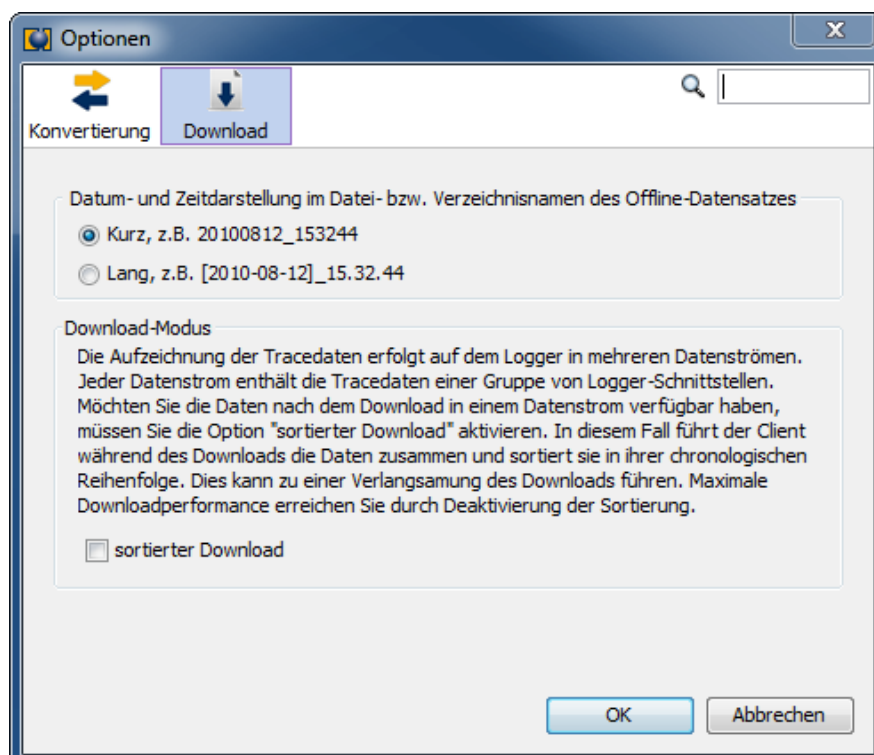 Optionen
Konvertierung
Download
Datum- und Zeitdarstellung im Datei- bzw. Verzeichnisnamen des Offline-Datensatzes
Kurz, z.B. 20100812_153244
Lang, z.B. [2010-08-12]_15.32.44
Download-Modus
Die Aufzeichnung der Tracedaten erfolgt auf dem Logger in mehreren Datenströmen.
Jeder Datenstrom enthält die Tracedaten einer Gruppe von Logger-Schnittstellen.
Möchten Sie die Daten nach dem Download in einem Datenstrom verfügbar haben,
müssen Sie die Option "sortierter Download" aktivieren. In diesem Fall führt der Client
während des Downloads die Daten zusammen und sortiert sie in ihrer chronologischen
Reihenfolge. Dies kann zu einer Verlangsamung des Downloads führen. Maximale
Downloadperformance erreichen Sie durch Deaktivierung der Sortierung.
sortierter Download
OK
Abbrechen